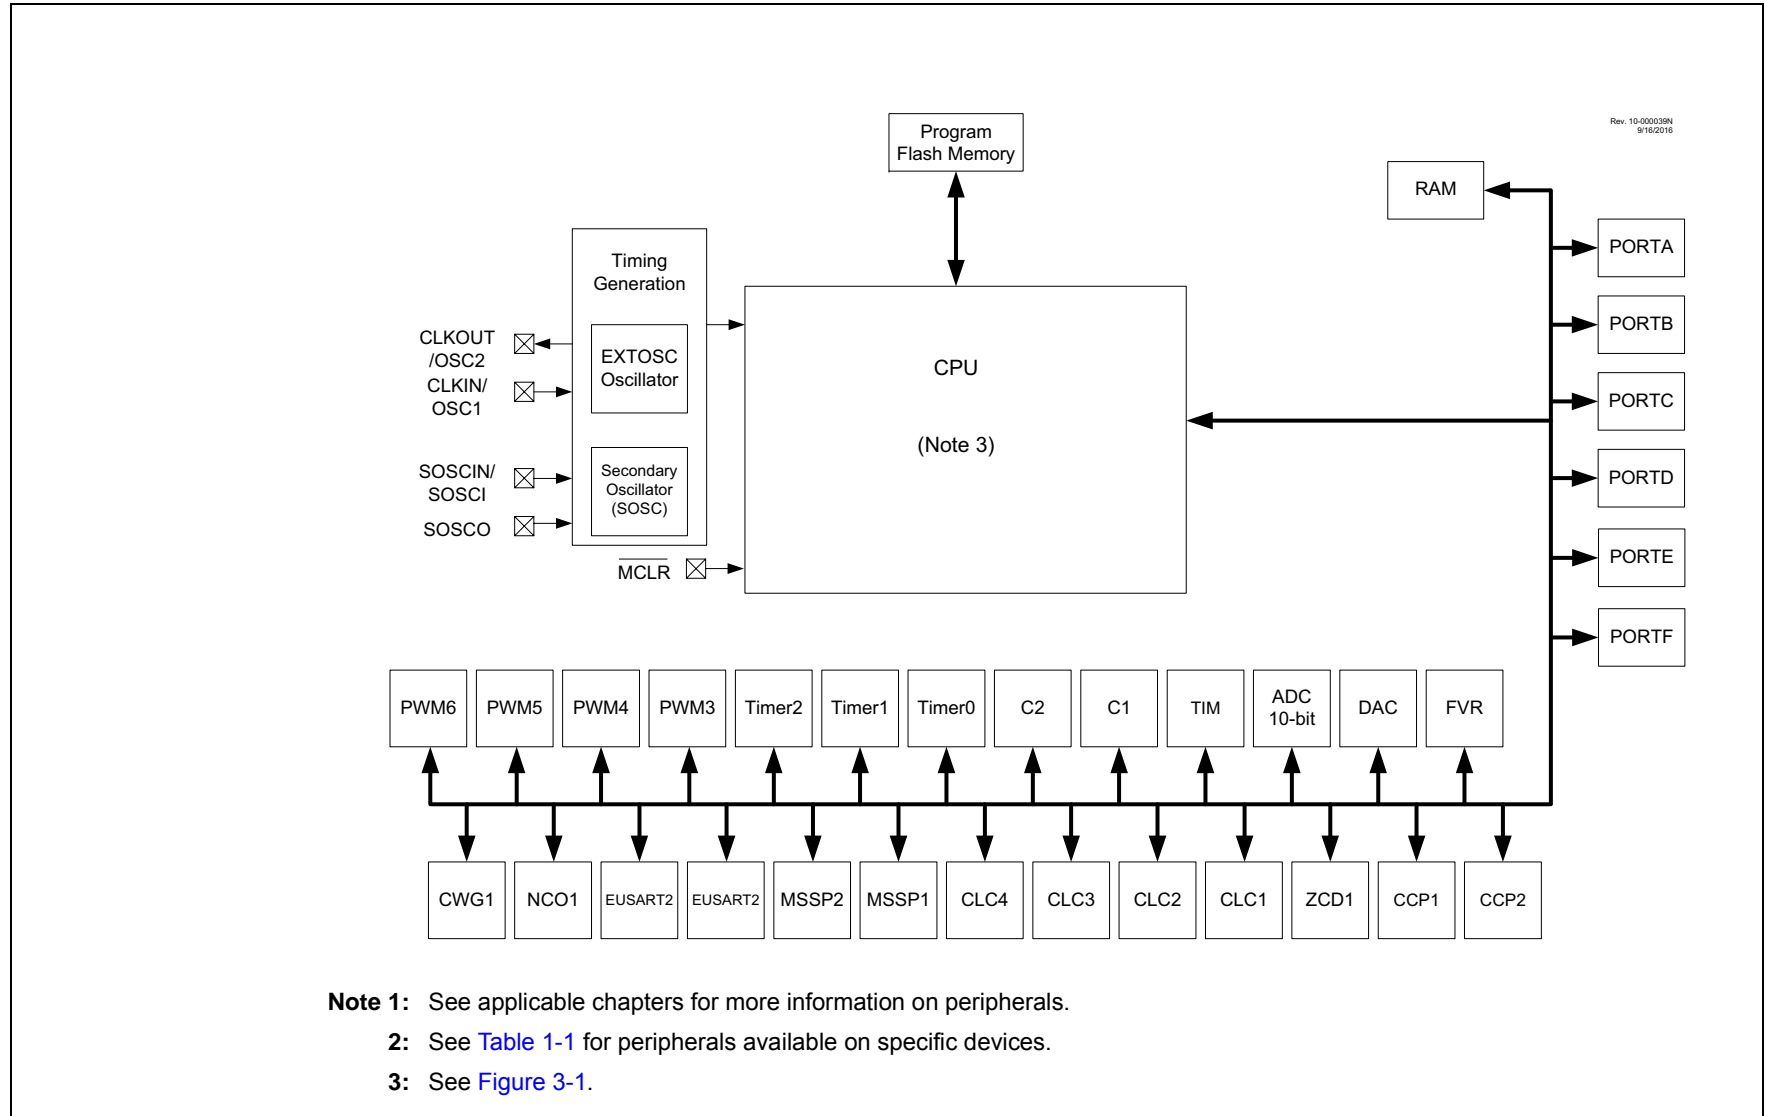 Rev. 10-000039N
9/16/2016
Program
Flash Memory
RAM
PORTA
PORTB
PORTC
PORTD
PORTE
PORTF
Timing
Generation
EXTOSC
Oscillator
Secondary
Oscillator
(SOSC)
CLKOUT
/OSC2
CLKIN/
OSC1
SOSCIN/
SOSCI
SOSCO
MCLR
CPU
(Note 3)
PWM6
PWM5
PWM4
PWM3
Timer2
Timer1
Timer0
C2
C1
TIM
ADC
10-bit
DAC
FVR
CWG1
NCO1
EUSART2
EUSART2
MSSP2
MSSP1
CLC4
CLC3
CLC2
CLC1
ZCD1
CCP1
CCP2
Note 1: See applicable chapters for more information on peripherals.
2: See Table 1-1 for peripherals available on specific devices.
3: See Figure 3-1.